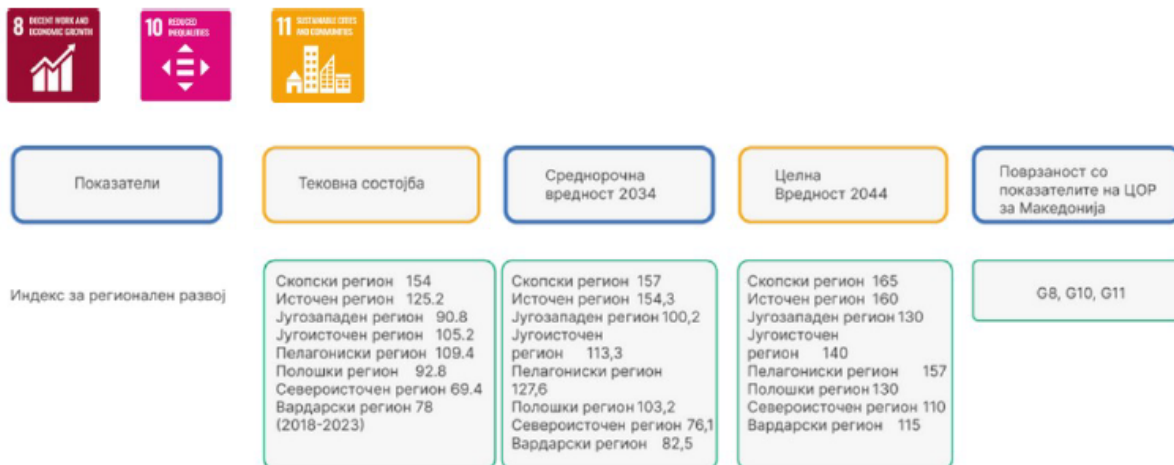 8 DECENT WORK AND
ECONOMIC GROWTH
10 REDUCED
INEQUALITIES
11 SUSTAINABLE CITIES
AND COMMUNITIES
Показатели
Тековна состојба
Среднорочна
вредност 2034
Целна
Вредност 2044
Поврзаност со
показателите на ЦОР
за Македонија
Индекс за регионален развој
Скопски регион 154
Источен регион 125.2
Југозападен регион 90.8
Југоисточен регион 105.2
Пелагониски регион 109.4
Полошки регион 92.8
Североисточен регион 69.4
Вардарски регион 78
(2018-2023)
Скопски регион 157
Источен регион 154,3
Југозападен регион 100,2
Југоисточен
регион 113,3
Пелагониски регион
127,6
Полошки регион 103,2
Североисточен регион 76,1
Вардарски регион 82,5
Скопски регион 165
Источен регион 160
Југозападен регион 130
Југоисточен
регион 140
Пелагониски регион 157
Полошки регион 130
Североисточен регион 110
Вардарски регион 115
G8, G10, G11